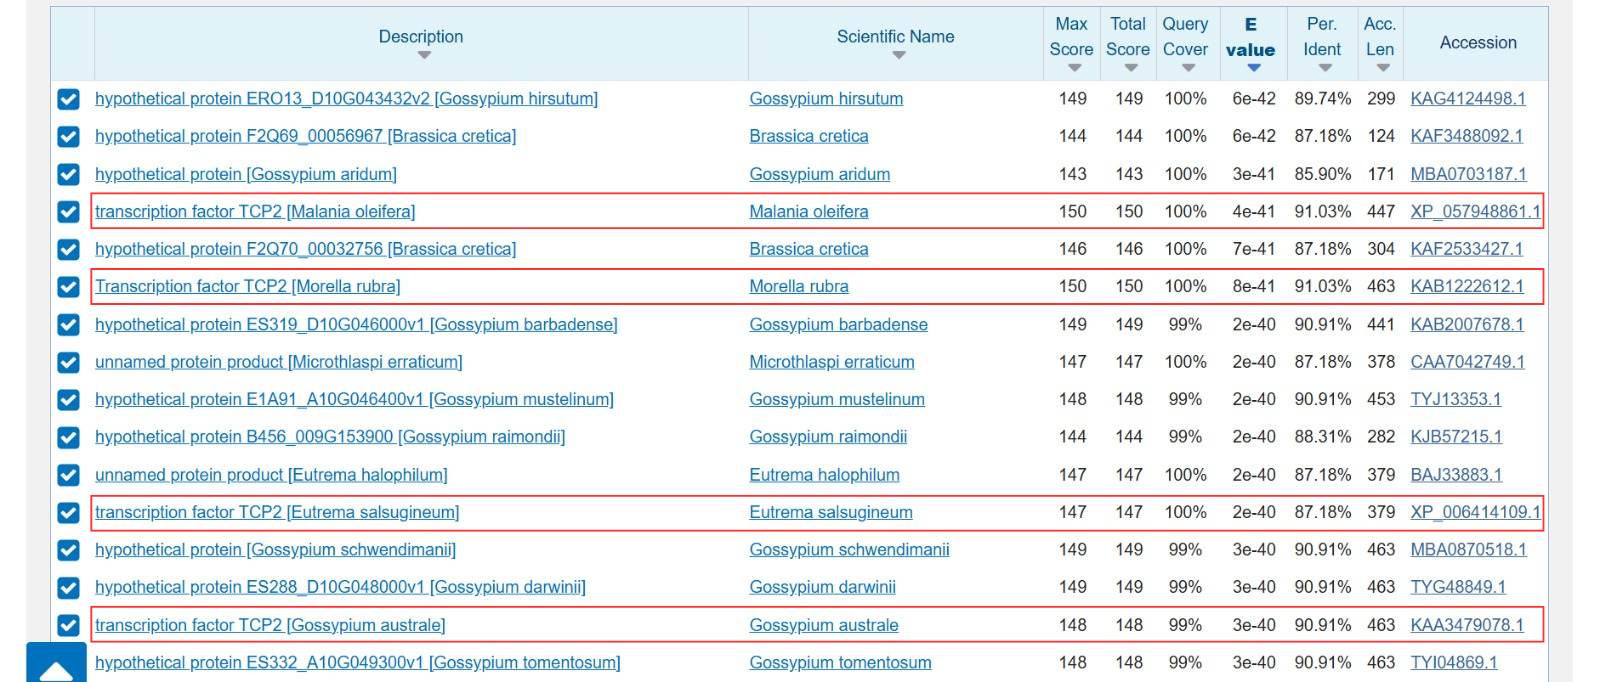 Description Scientific Name Max Score Total Score Query Cover E value Per. Ident Acc. Len Accession
hypothetical protein ERO13_D10G043432v2 [Gossypium hirsutum] Gossypium hirsutum 149 149 100% 6e-42 89.74% 299 KAG4124498.1
hypothetical protein F2Q69_00056967 [Brassica cretica] Brassica cretica 144 144 100% 6e-42 87.18% 124 KAF3488092.1
hypothetical protein [Gossypium aridum] Gossypium aridum 143 143 100% 3e-41 85.90% 171 MBA0703187.1
transcription factor TCP2 [Malania oleifera] Malania oleifera 150 150 100% 4e-41 91.03% 447 XP_057948861.1
hypothetical protein F2Q70_00032756 [Brassica cretica] Brassica cretica 146 146 100% 7e-41 87.18% 304 KAF2533427.1
Transcription factor TCP2 [Morella rubra] Morella rubra 150 150 100% 8e-41 91.03% 463 KAB1222612.1
hypothetical protein ES319_D10G046000v1 [Gossypium barbadense] Gossypium barbadense 149 149 99% 2e-40 90.91% 441 KAB2007678.1
unnamed protein product [Microthlaspi erraticum] Microthlaspi erraticum 147 147 100% 2e-40 87.18% 378 CAA7042749.1
hypothetical protein E1A91_A10G046400v1 [Gossypium mustelinum] Gossypium mustelinum 148 148 99% 2e-40 90.91% 453 TYJ13353.1
hypothetical protein B456_009G153900 [Gossypium raimondii] Gossypium raimondii 144 144 99% 2e-40 88.31% 282 KJB57215.1
unnamed protein product [Eutrema halophilum] Eutrema halophilum 147 147 100% 2e-40 87.18% 379 BAJ33883.1
transcription factor TCP2 [Eutrema salsugineum] Eutrema salsugineum 147 147 100% 2e-40 87.18% 379 XP_006414109.1
hypothetical protein [Gossypium schwendimanii] Gossypium schwendimanii 149 149 99% 3e-40 90.91% 463 MBA0870518.1
hypothetical protein ES288_D10G048000v1 [Gossypium darwinii] Gossypium darwinii 149 149 99% 3e-40 90.91% 463 TYG48849.1
transcription factor TCP2 [Gossypium australe] Gossypium australe 148 148 99% 3e-40 90.91% 463 KAA3479078.1
hypothetical protein ES332_A10G049300v1 [Gossypium tomentosum] Gossypium tomentosum 148 148 99% 3e-40 90.91% 463 TYI04869.1